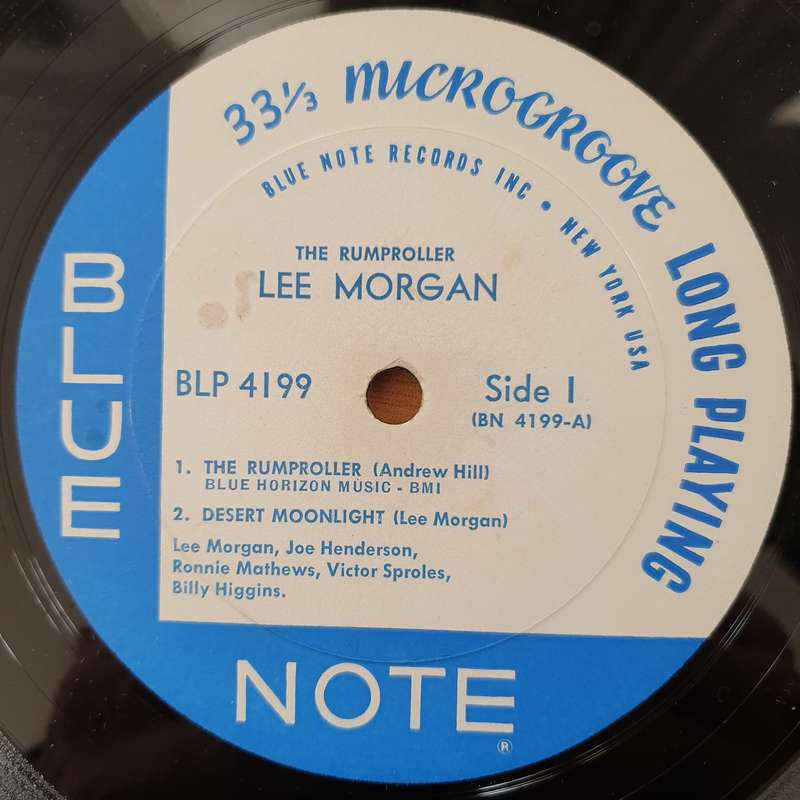 33⅓ MICROGROOVE LONG PLAYING
BLUE NOTE RECORDS INC • NEW YORK USA
THE RUMPROLLER
LEE MORGAN
BLP 4199
Side 1
(BN 4199-A)
1. THE RUMPROLLER (Andrew Hill)
BLUE HORIZON MUSIC - BMI
2. DESERT MOONLIGHT (Lee Morgan)
Lee Morgan, Joe Henderson,
Ronnie Mathews, Victor Sproles,
Billy Higgins.
BLUE
NOTE
®